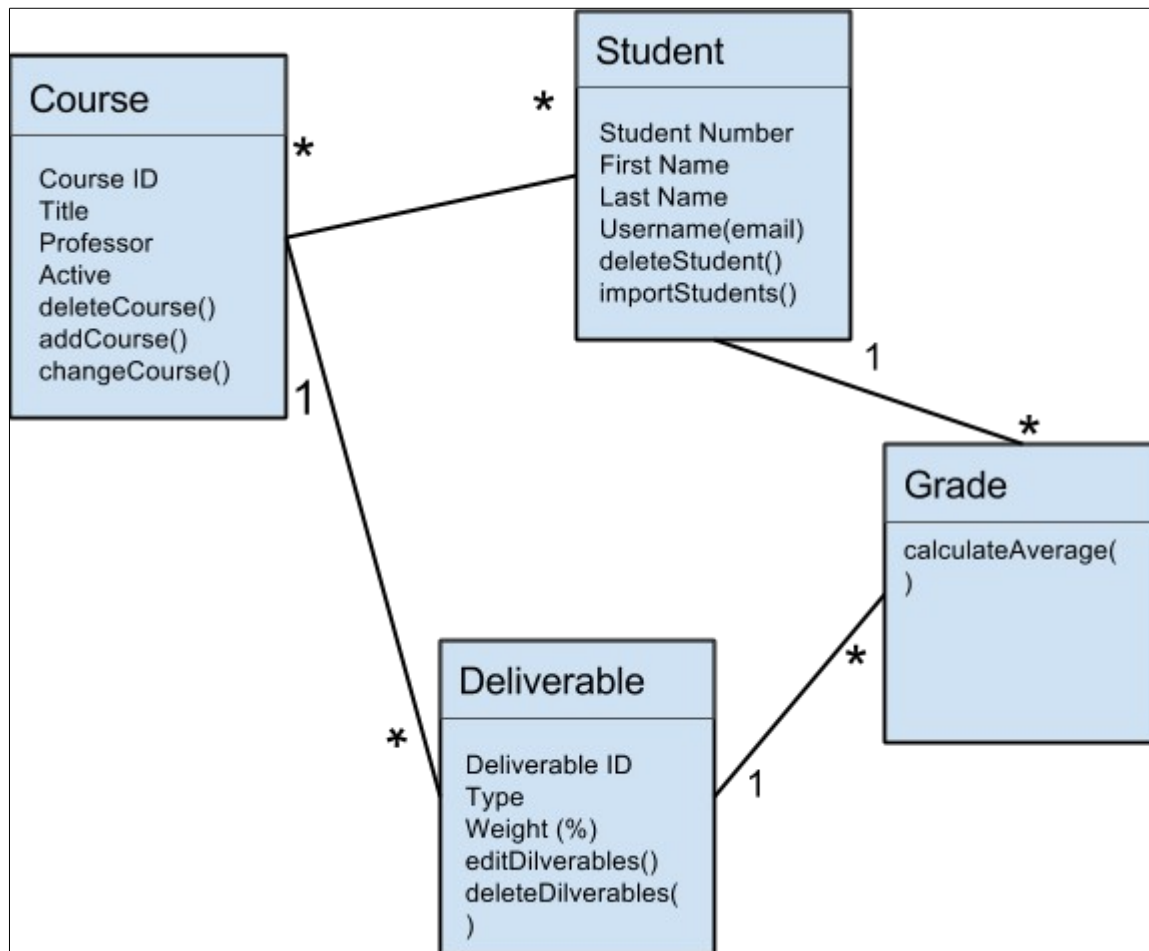 Course
*
Course ID
Title
Professor
Active
deleteCourse()
addCourse()
changeCourse()
1
Student
*
Student Number
First Name
Last Name
Username(email)
deleteStudent()
importStudents()
1
*
Grade
calculateAverage(
)
*
Deliverable
*
Deliverable ID
Type
Weight (%)
editDilverables()
deleteDilverables(
)
1